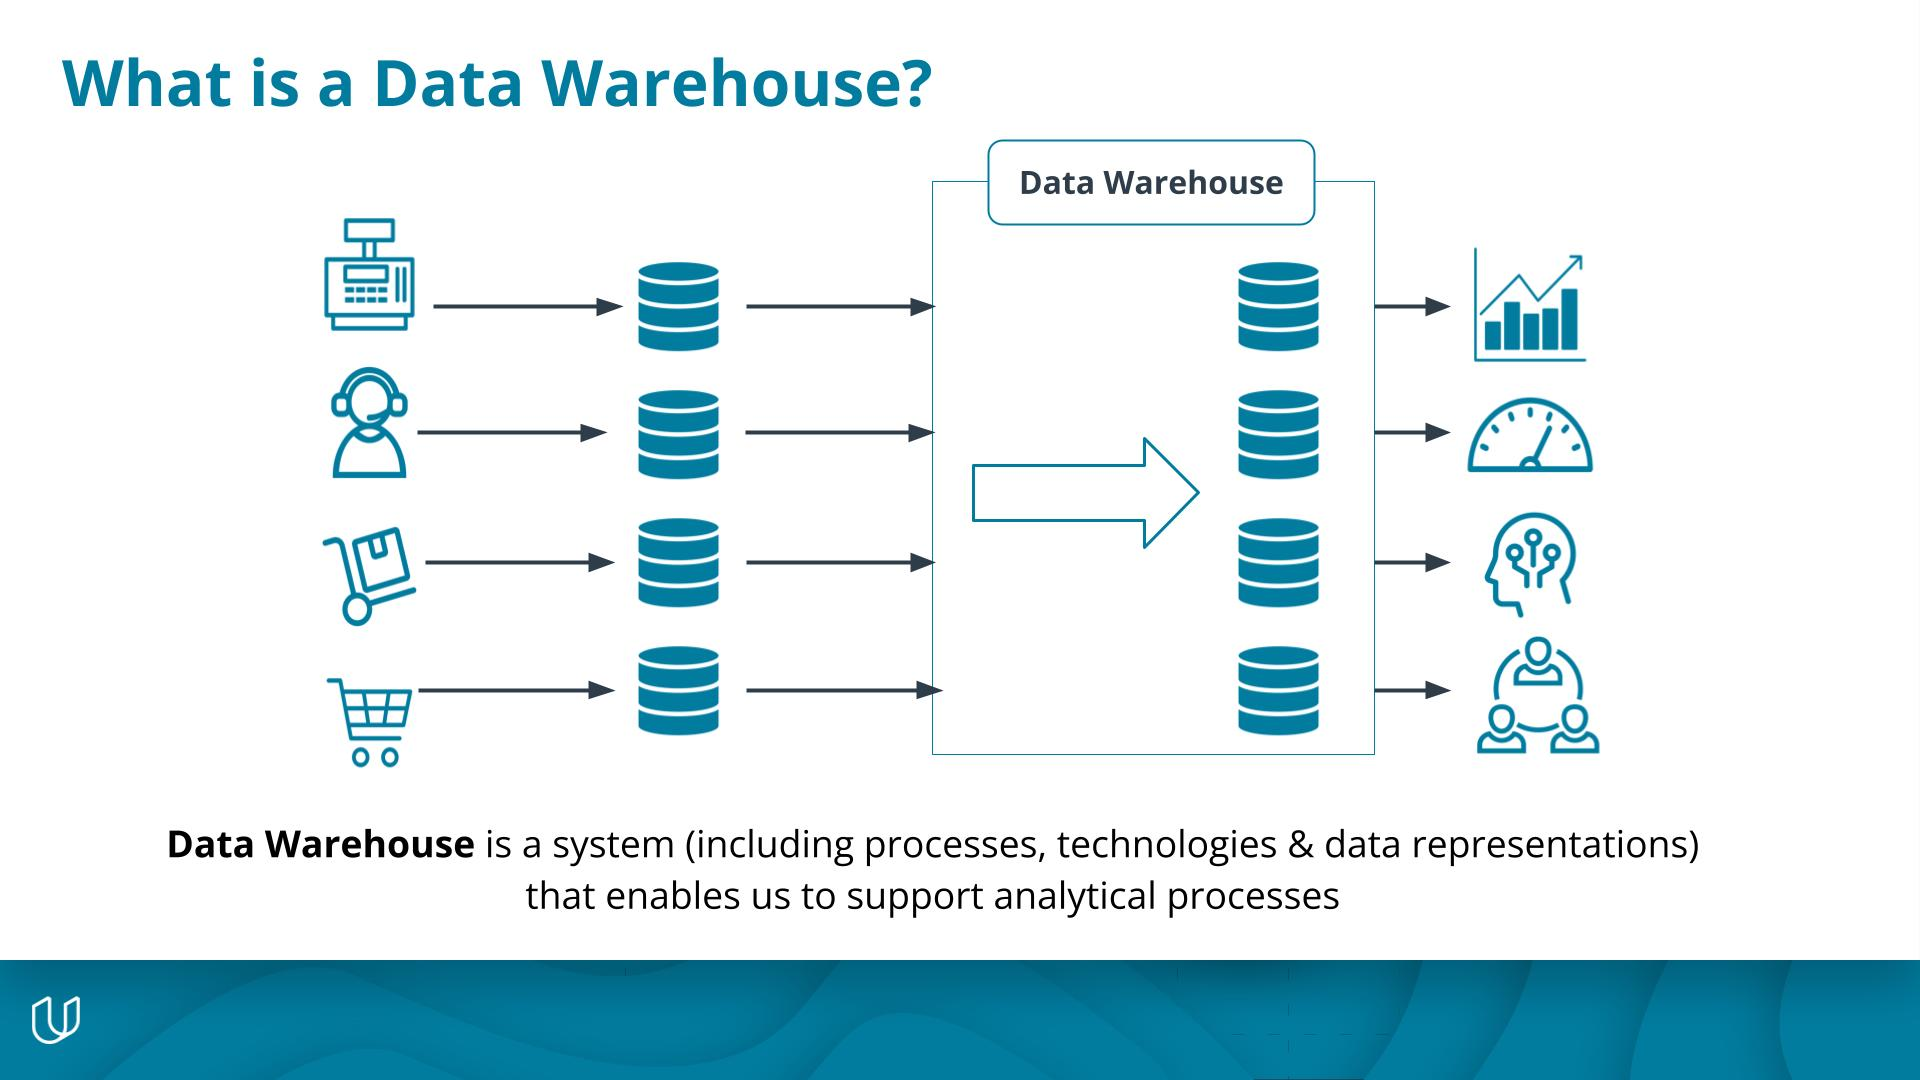 What is a Data Warehouse?
Data Warehouse
Data Warehouse is a system (including processes, technologies & data representations)
that enables us to support analytical processes